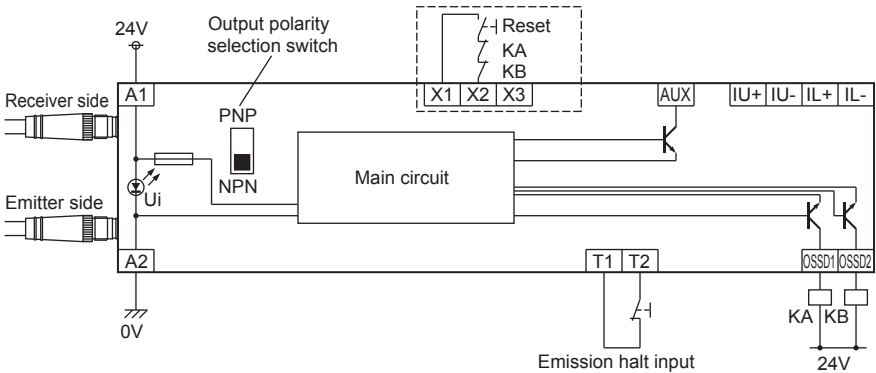 24V
Output polarity
selection switch
Reset
KA
KB
A1
X1 X2 X3
AUX
IU+ IU- IL+ IL-
Receiver side
PNP
NPN
Main circuit
Ui
Emitter side
A2
T1 T2
OSSD1 OSSD2
0V
KA KB
Emission halt input
24V